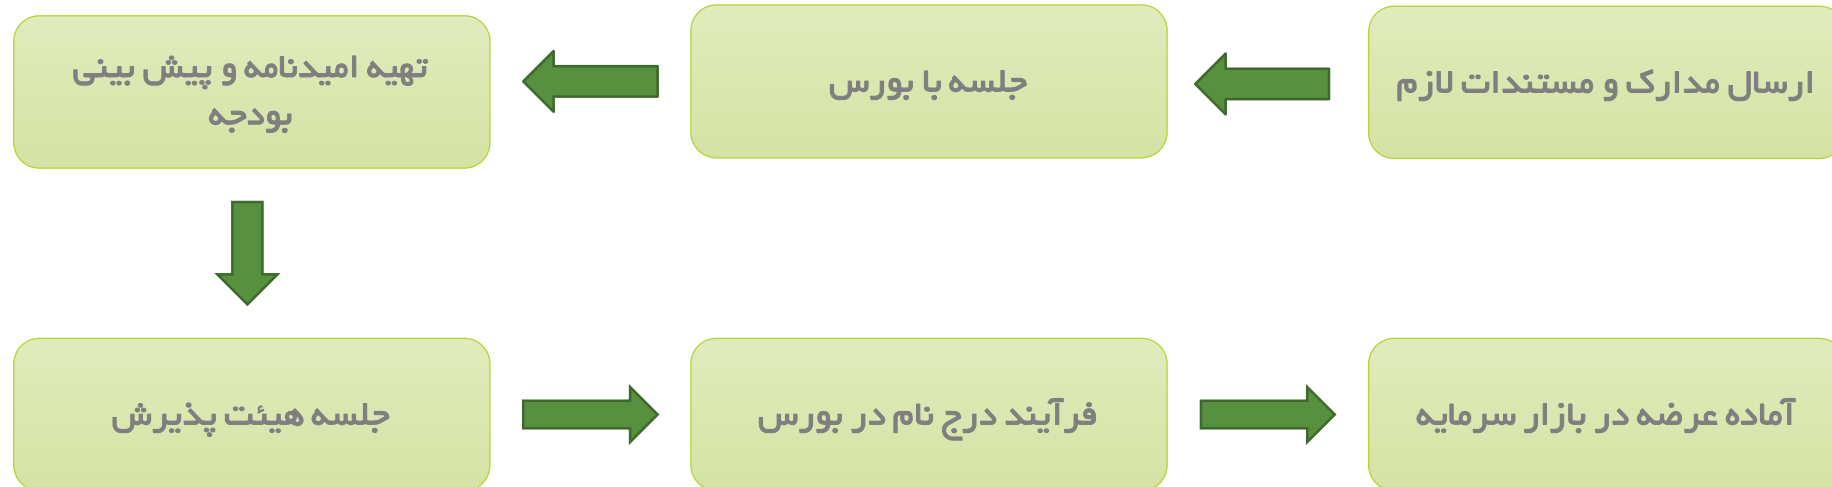 ارسال مدارک و مستندات لازم
جلسه با بورس
تهیه امیدنامه و پیش بینی
بودجه
جلسه هیئت پذیرش
فرآیند درج نام در بورس
آماده عرضه در بازار سرمایه